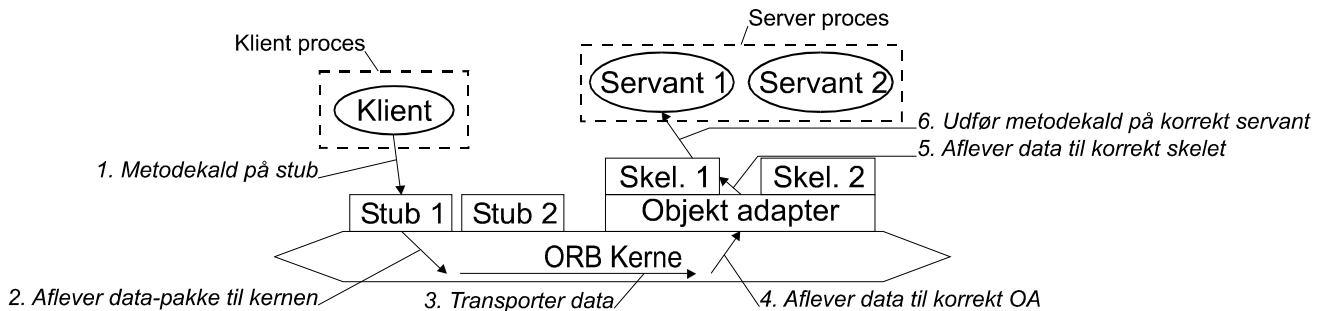 Server proces
Klient proces
Servant 1
Servant 2
Klient
6. Udfør metodekald på korrekt servant
5. Aflever data til korrekt skelet
1. Metodekald på stub
Skel. 1
Skel. 2
Stub 1
Stub 2
Objekt adapter
ORB Kerne
2. Aflever data-pakke til kernen
3. Transporter data
4. Aflever data til korrekt OA